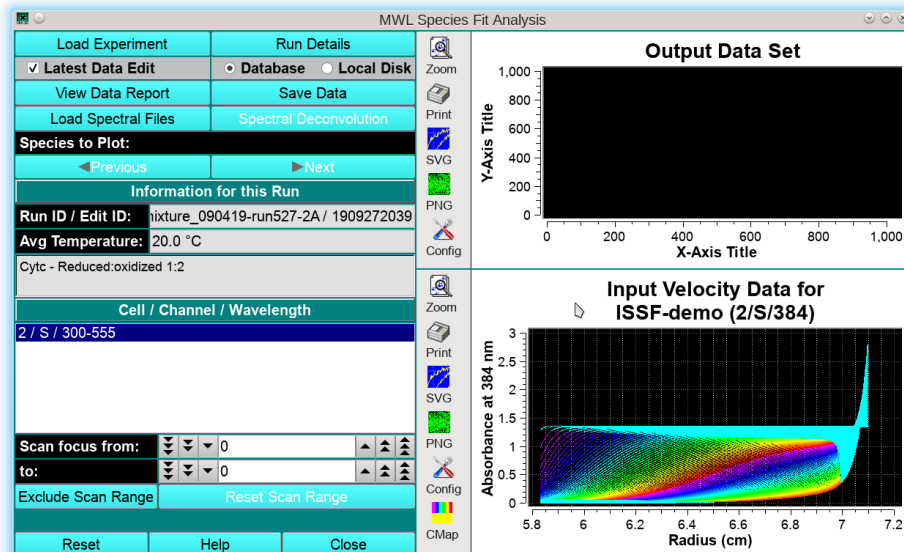 MWL Species Fit Analysis
Load Experiment
Run Details
Latest Data Edit
Database
Local Disk
View Data Report
Save Data
Load Spectral Files
Spectral Deconvolution
Species to Plot:
Previous
Next
Information for this Run
Run ID / Edit ID:
nixture_090419-run527-2A / 1909272039
Avg Temperature:
20.0 °C
Cytc - Reduced:oxidized 1:2
Cell / Channel / Wavelength
2 / S / 300-555
Scan focus from:
0
to:
0
Exclude Scan Range
Reset Scan Range
Reset
Help
Close
Zoom
Print
SVG
PNG
Config
Zoom
Print
SVG
PNG
Config
CMap
Output Data Set
Y-Axis Title
1,000
800
600
400
200
0
0
200
400
600
800
1,000
X-Axis Title
Input Velocity Data for
ISSF-demo (2/S/384)
Absorbance at 384 nm
3
2.5
2
1.5
1
0.5
0
5.8
6
6.2
6.4
6.6
6.8
7
7.2
Radius (cm)